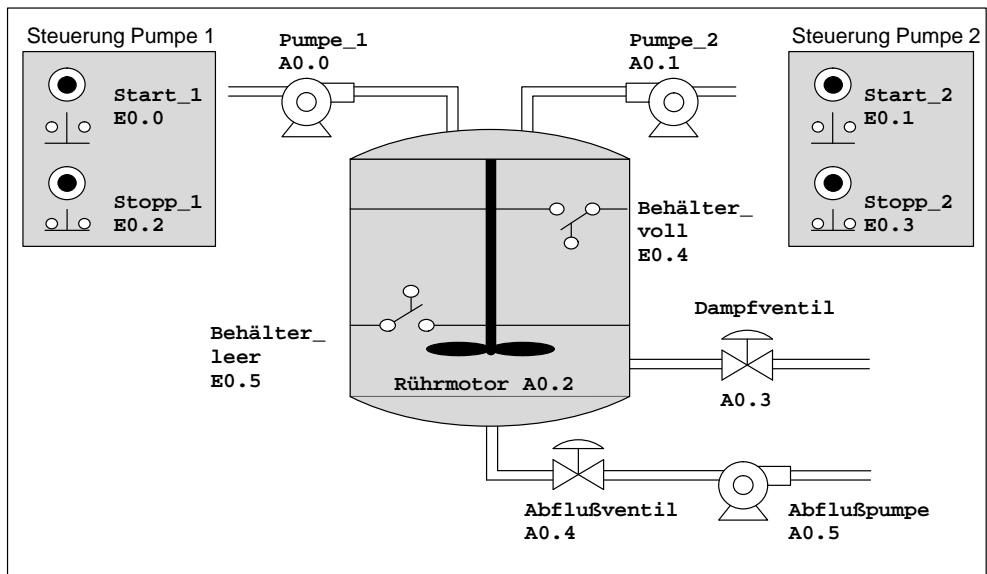 Steuerung Pumpe 1
Start_1
E0.0
Stopp_1
E0.2
Pumpe_1
A0.0
Pumpe_2
A0.1
Steuerung Pumpe 2
Start_2
E0.1
Stopp_2
E0.3
Behälter_
voll
E0.4
Behälter_
leer
E0.5
Rührmotor A0.2
Dampfventil
A0.3
Abflußventil
A0.4
Abflußpumpe
A0.5